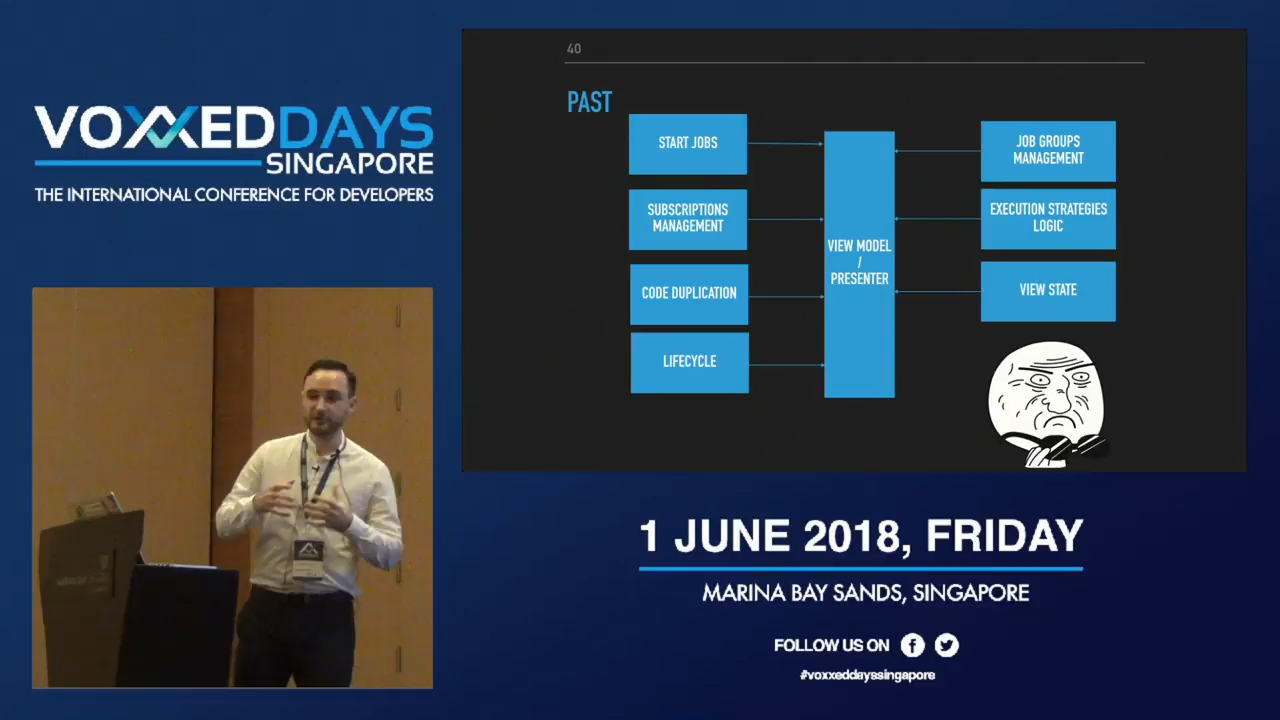 VOXXEDDAYS
SINGAPORE
THE INTERNATIONAL CONFERENCE FOR DEVELOPERS
40
PAST
START JOBS
SUBSCRIPTIONS
MANAGEMENT
CODE DUPLICATION
LIFECYCLE
VIEW MODEL
/
PRESENTER
JOB GROUPS
MANAGEMENT
EXECUTION STRATEGIES
LOGIC
VIEW STATE
1 JUNE 2018, FRIDAY
MARINA BAY SANDS, SINGAPORE
FOLLOW US ON
#voxxeddayssingapore